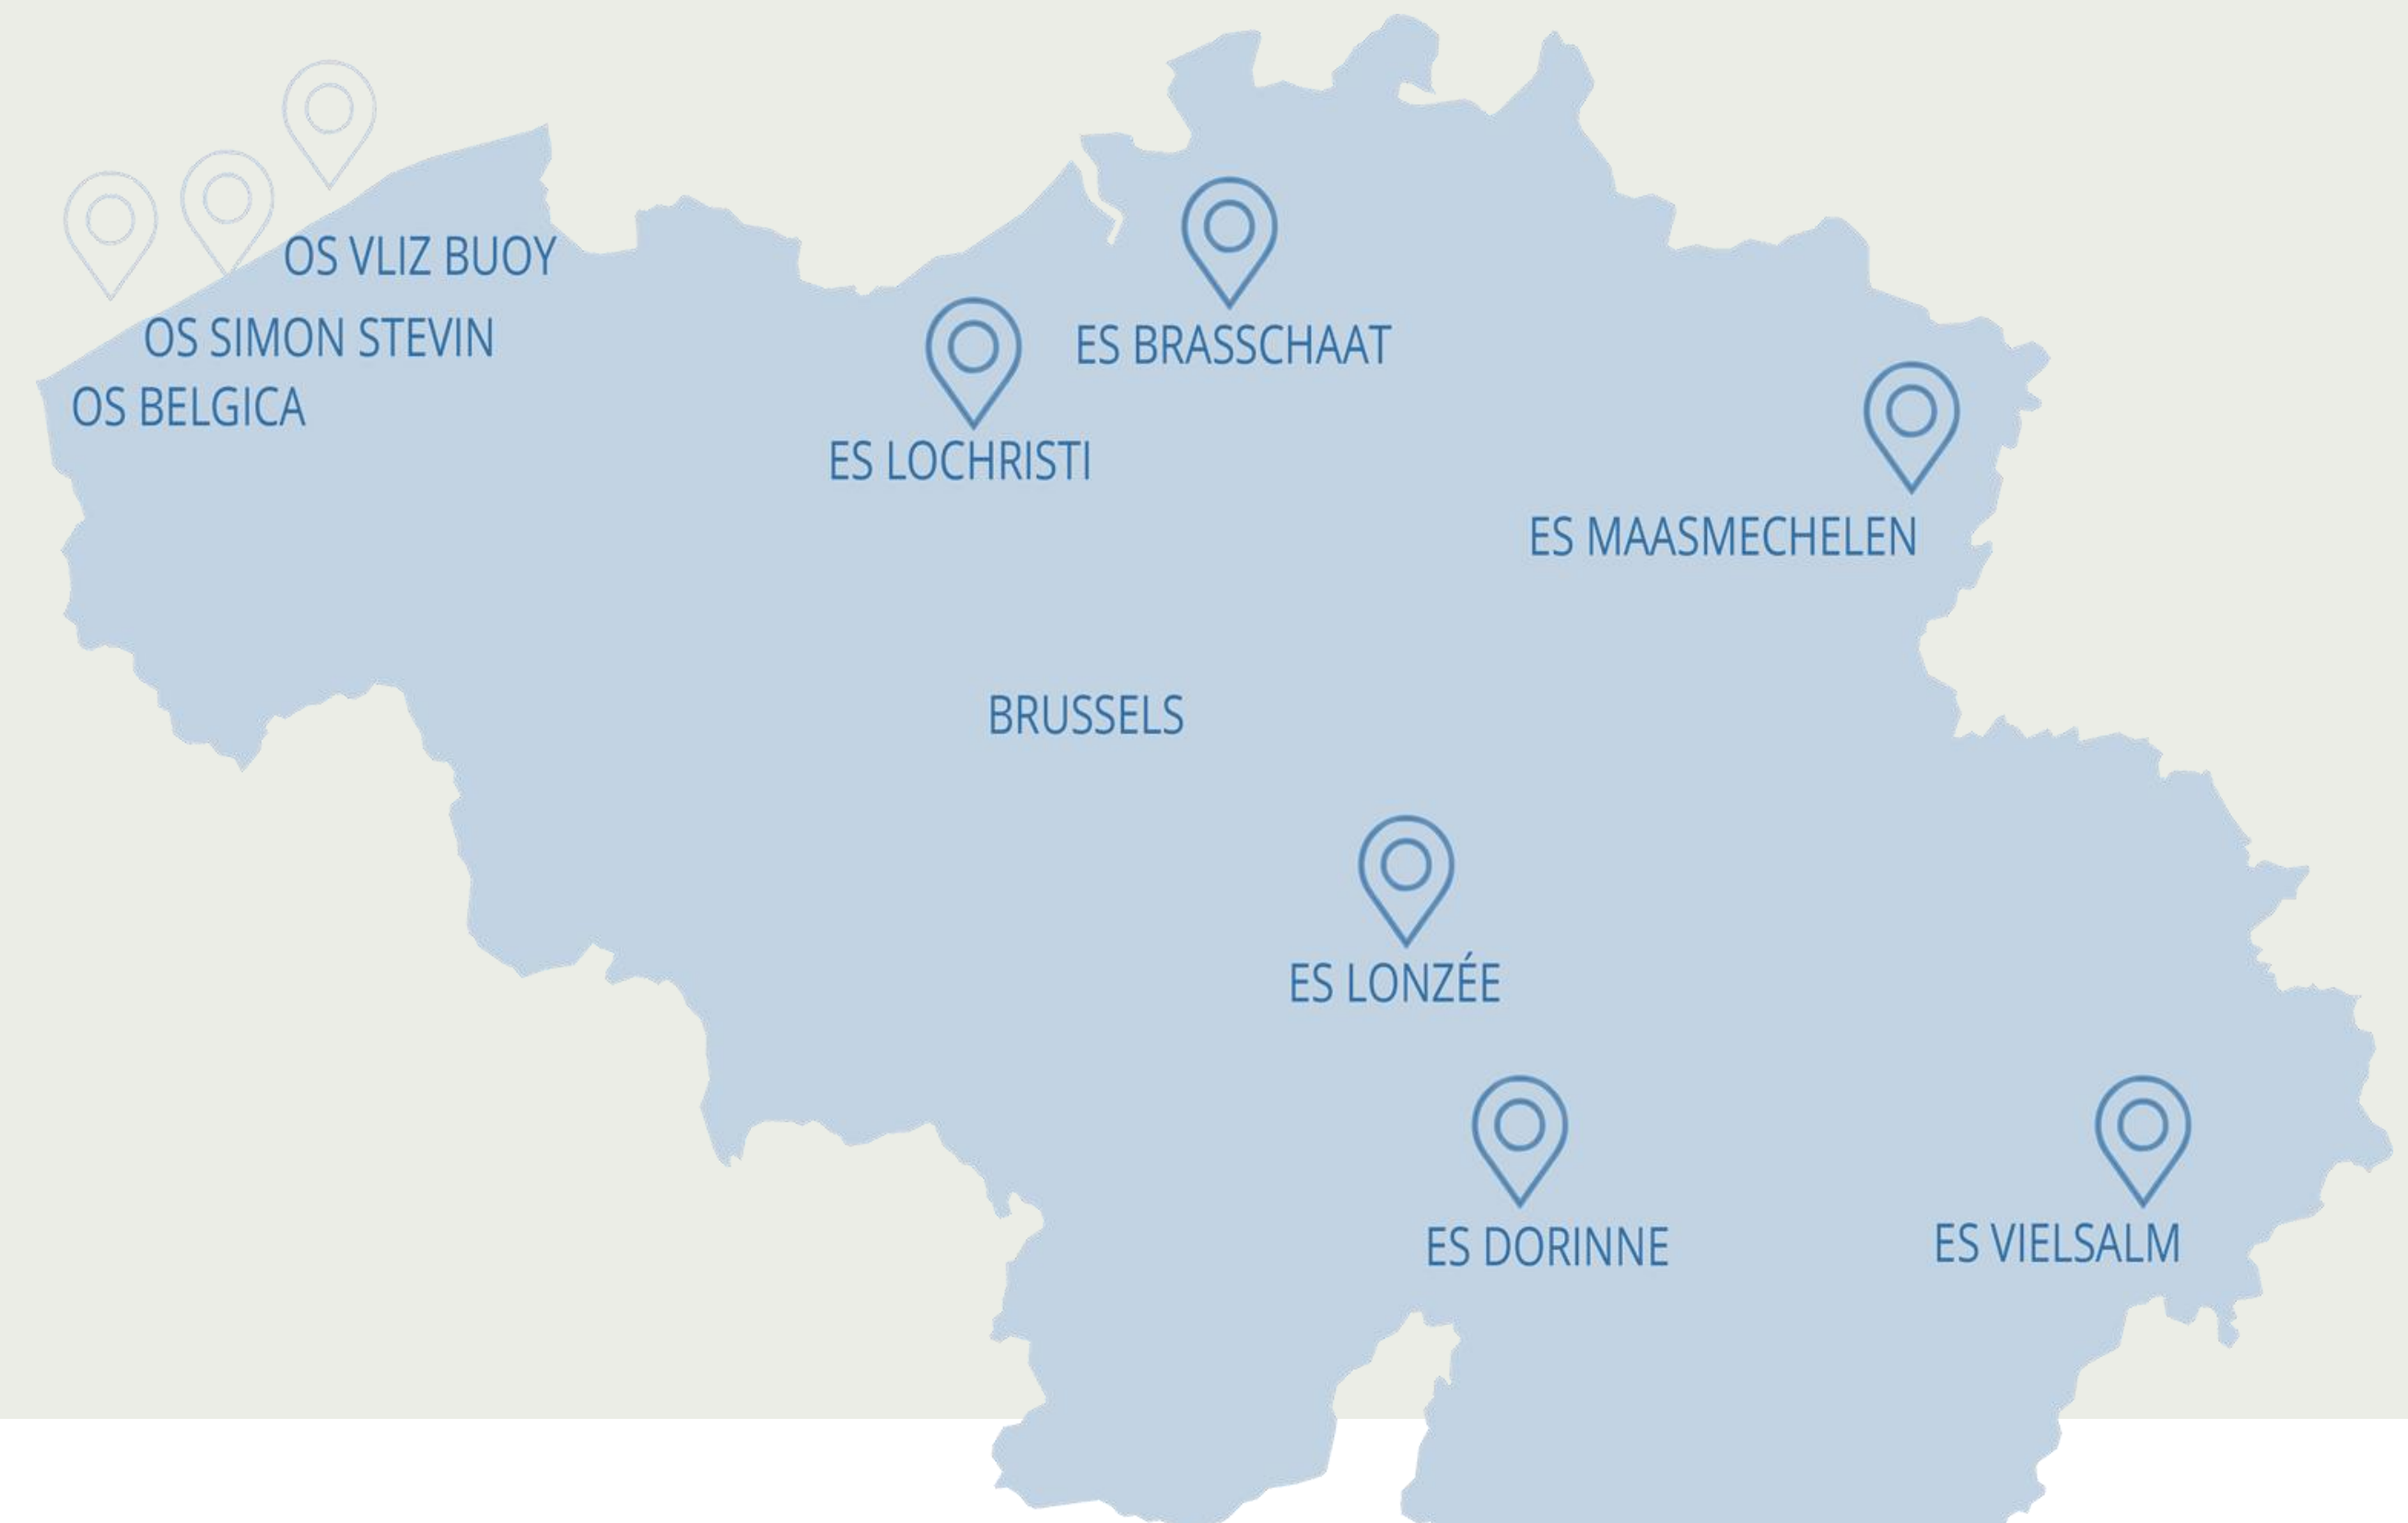 OS VLIZ BUOY
OS SIMON STEVIN
ES BRASSCHAAT
OS BELGICA
ES LOCHRISTI
ES MAASMECHELEN
BRUSSELS
ES LONZÉE
ES DORINNE
ES VIELSALM